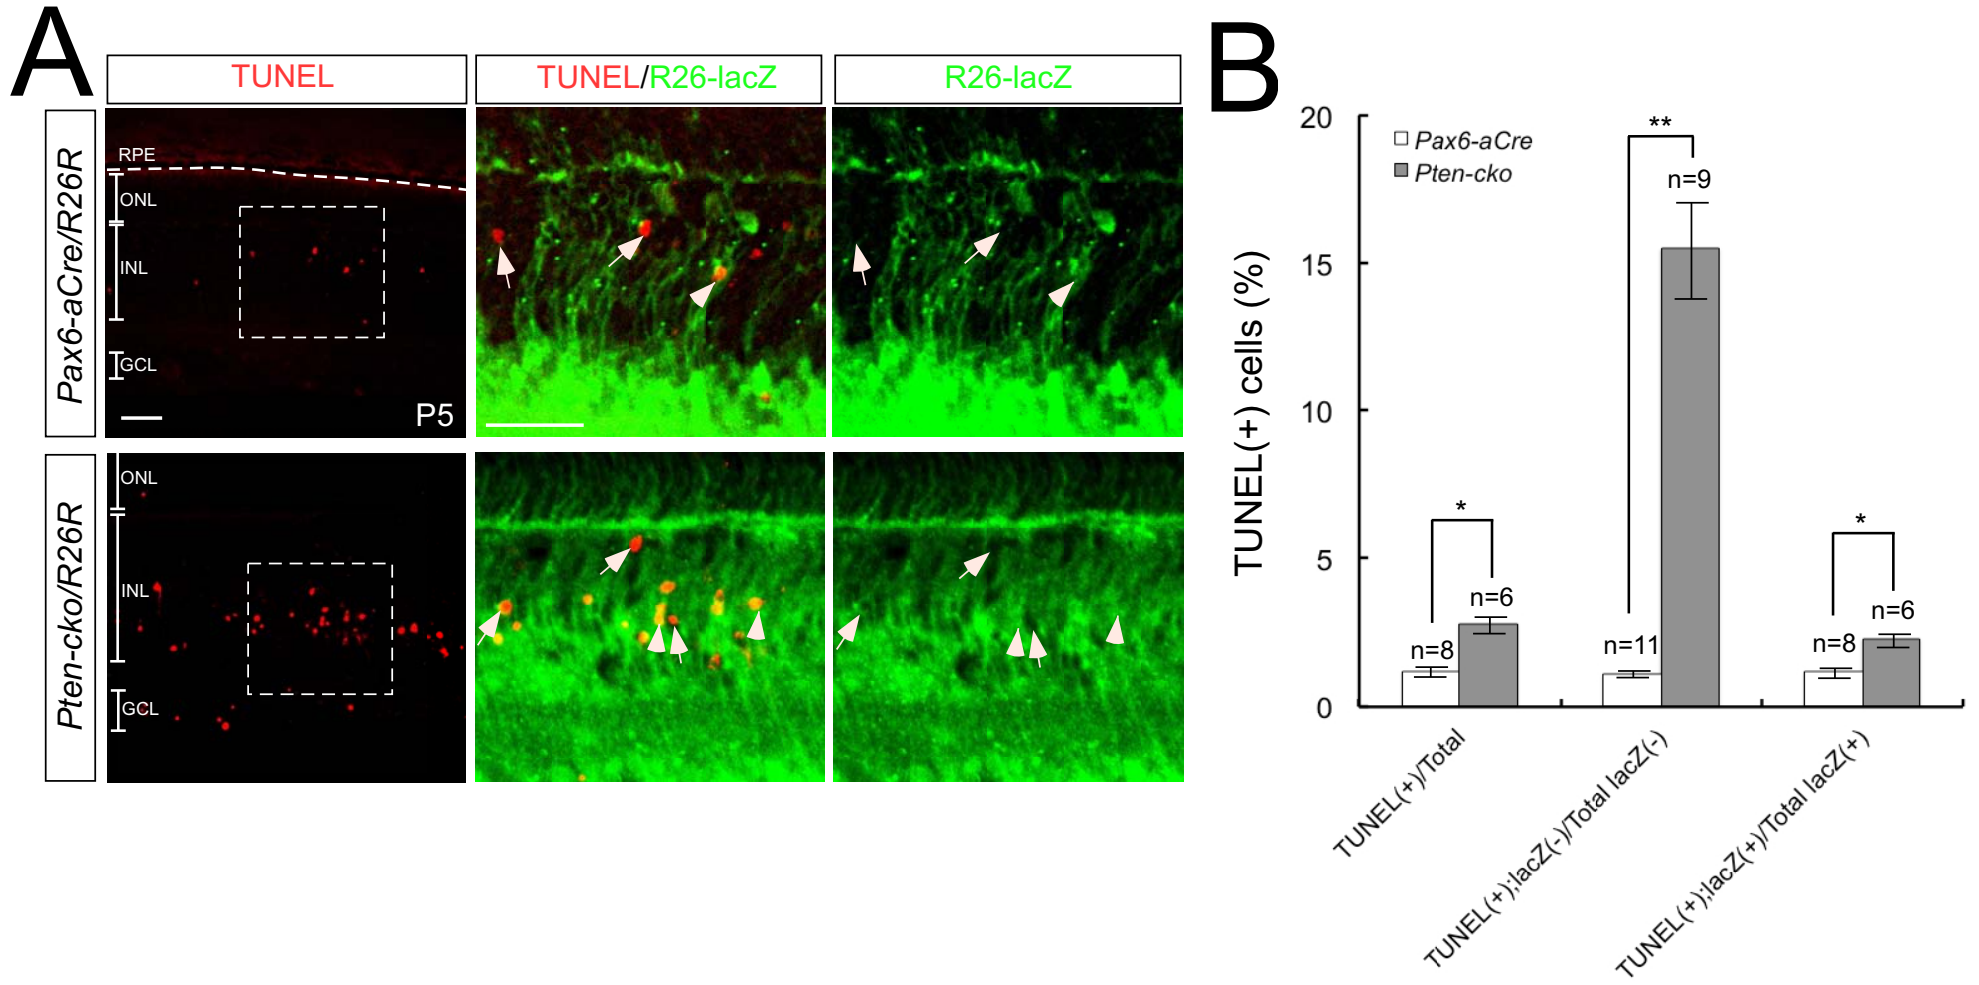 A
TUNEL
TUNEL/R26-lacZ
R26-lacZ
Pax6-aCre/R26R
RPE
ONL
INL
GCL
P5
Pten-cko/R26R
ONL
INL
GCL
B
TUNEL(+) cells (%)
20
15
10
5
0
Pax6-aCre
Pten-cko
*
n=8
n=6
**
n=11
n=9
*
n=8
n=6
TUNEL(+)/Total
TUNEL(+);lacZ(-)/Total lacZ(-)
TUNEL(+);lacZ(+)/Total lacZ(+)